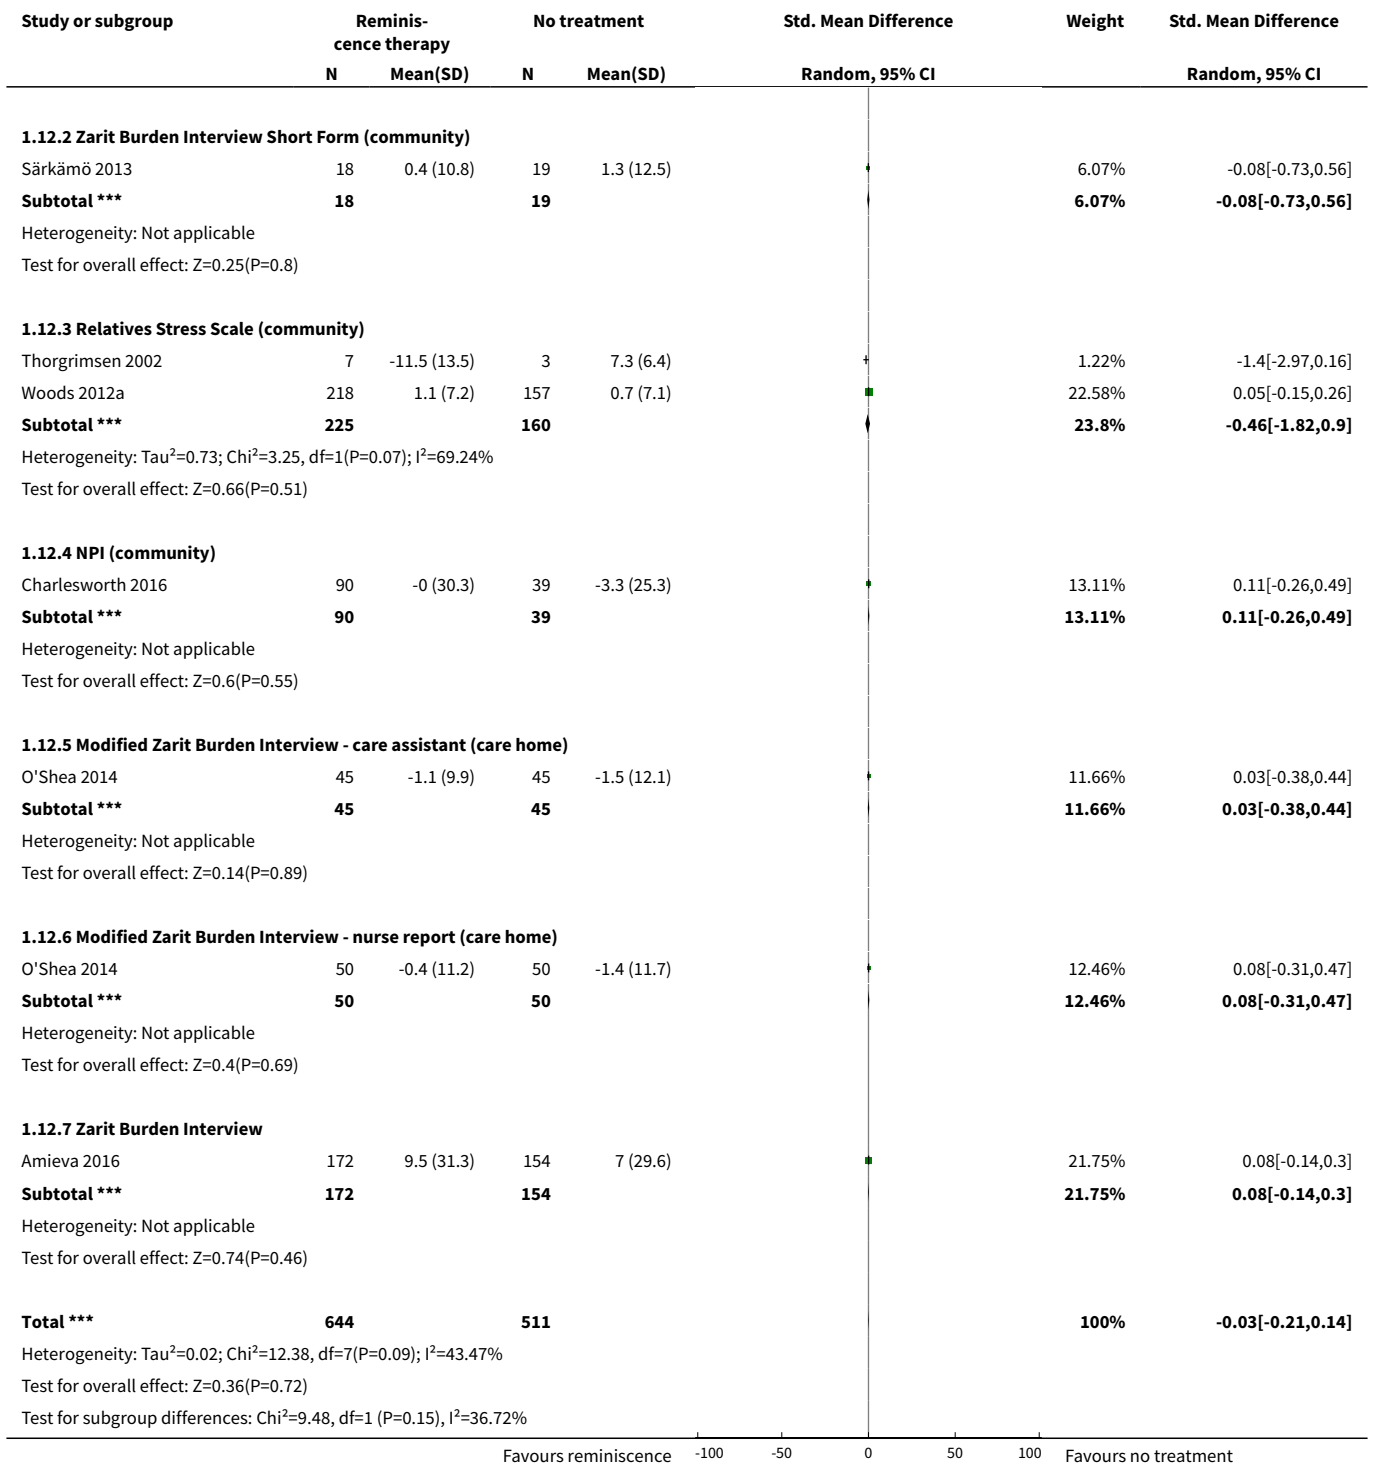 Study or subgroup Reminis- No treatment Std. Mean Difference Weight Std. Mean Difference
cence therapy
N Mean(SD) N Mean(SD) Random, 95% CI Random, 95% CI
1.12.2 Zarit Burden Interview Short Form (community)
Särkämö 2013 18 0.4 (10.8) 19 1.3 (12.5) 6.07% -0.08[-0.73,0.56]
Subtotal *** 18 19 6.07% -0.08[-0.73,0.56]
Heterogeneity: Not applicable
Test for overall effect: Z=0.25(P=0.8)
1.12.3 Relatives Stress Scale (community)
Thorgrimsen 2002 7 -11.5 (13.5) 3 7.3 (6.4) 1.22% -1.4[-2.97,0.16]
Woods 2012a 218 1.1 (7.2) 157 0.7 (7.1) 22.58% 0.05[-0.15,0.26]
Subtotal *** 225 160 23.8% -0.46[-1.82,0.9]
Heterogeneity: Tau²=0.73; Chi²=3.25, df=1(P=0.07); I²=69.24%
Test for overall effect: Z=0.66(P=0.51)
1.12.4 NPI (community)
Charlesworth 2016 90 -0 (30.3) 39 -3.3 (25.3) 13.11% 0.11[-0.26,0.49]
Subtotal *** 90 39 13.11% 0.11[-0.26,0.49]
Heterogeneity: Not applicable
Test for overall effect: Z=0.6(P=0.55)
1.12.5 Modified Zarit Burden Interview - care assistant (care home)
O'Shea 2014 45 -1.1 (9.9) 45 -1.5 (12.1) 11.66% 0.03[-0.38,0.44]
Subtotal *** 45 45 11.66% 0.03[-0.38,0.44]
Heterogeneity: Not applicable
Test for overall effect: Z=0.14(P=0.89)
1.12.6 Modified Zarit Burden Interview - nurse report (care home)
O'Shea 2014 50 -0.4 (11.2) 50 -1.4 (11.7) 12.46% 0.08[-0.31,0.47]
Subtotal *** 50 50 12.46% 0.08[-0.31,0.47]
Heterogeneity: Not applicable
Test for overall effect: Z=0.4(P=0.69)
1.12.7 Zarit Burden Interview
Amieva 2016 172 9.5 (31.3) 154 7 (29.6) 21.75% 0.08[-0.14,0.3]
Subtotal *** 172 154 21.75% 0.08[-0.14,0.3]
Heterogeneity: Not applicable
Test for overall effect: Z=0.74(P=0.46)
Total *** 644 511 100% -0.03[-0.21,0.14]
Heterogeneity: Tau²=0.02; Chi²=12.38, df=7(P=0.09); I²=43.47%
Test for overall effect: Z=0.36(P=0.72)
Test for subgroup differences: Chi²=9.48, df=1 (P=0.15), I²=36.72%
Favours reminiscence -100 -50 0 50 100 Favours no treatment